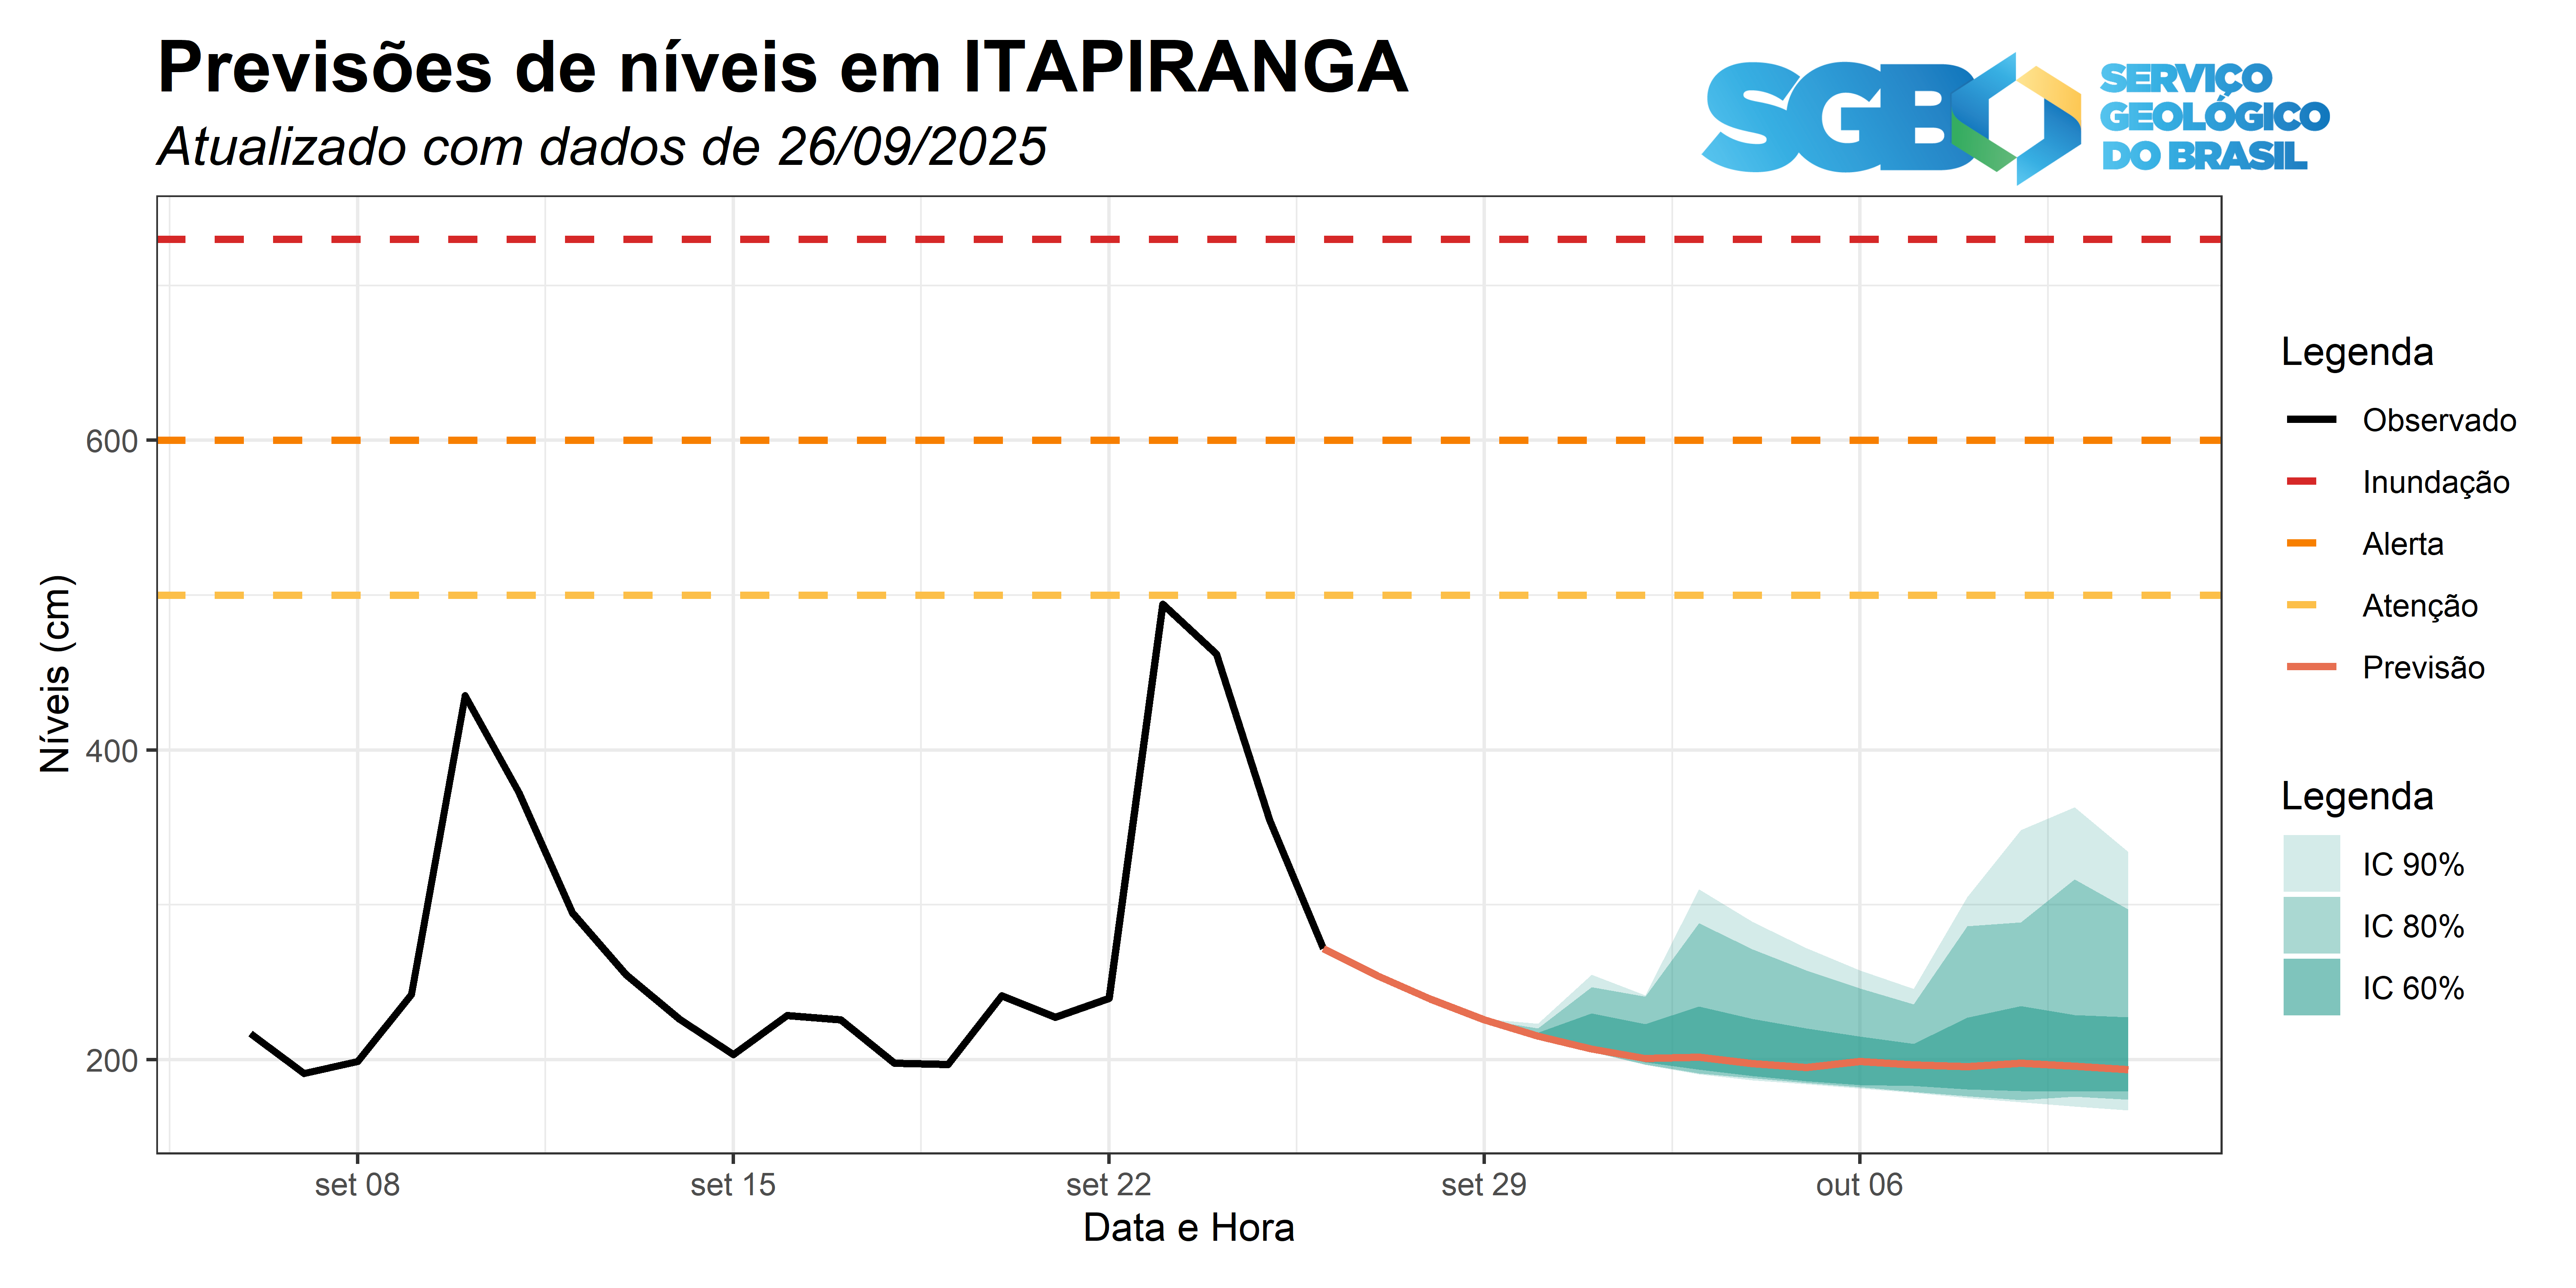 Previsões de níveis em ITAPIRANGA
Atualizado com dados de 26/09/2025
SGB
SERVIÇO
GEOLÓGICO
DO BRASIL
Níveis (cm)
600
400
200
set 08
set 15
set 22
set 29
out 06
Data e Hora
Legenda
Observado
Inundação
Alerta
Atenção
Previsão
Legenda
IC 90%
IC 80%
IC 60%